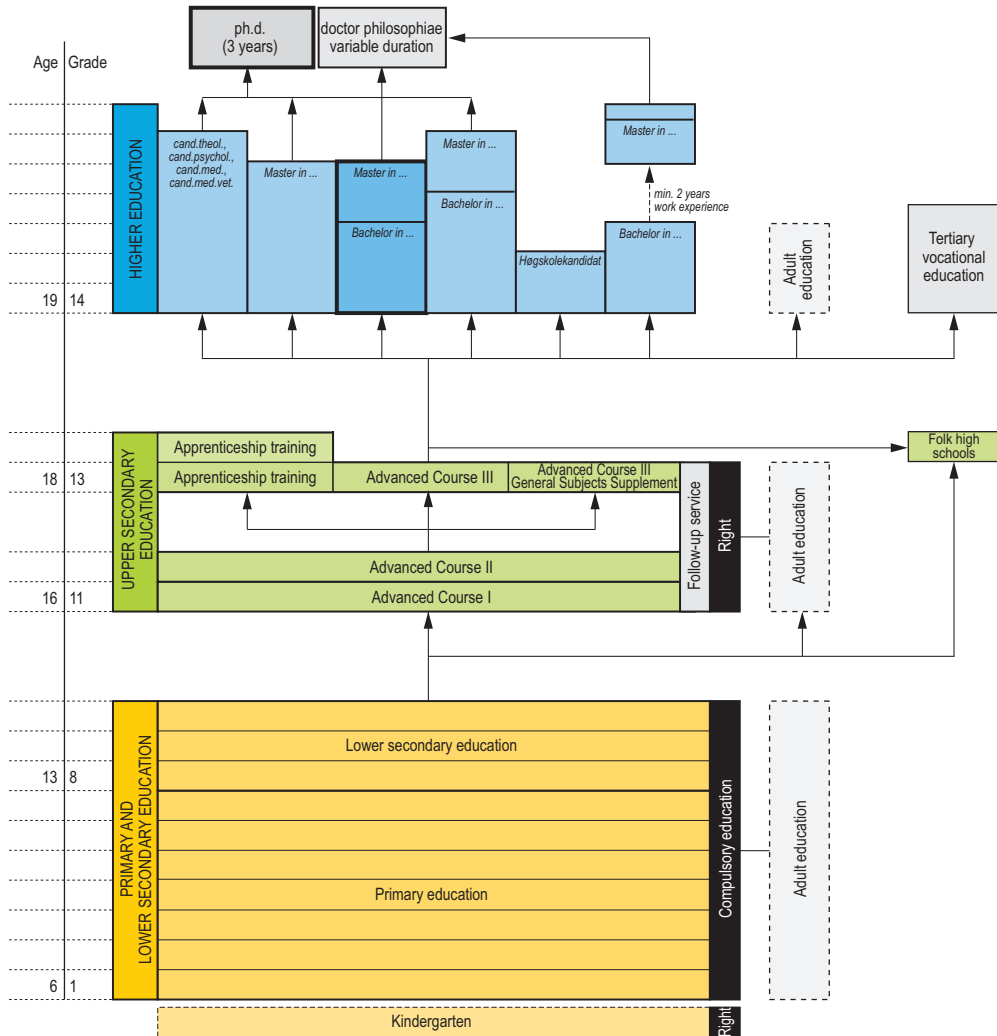 ph.d.
(3 years)
doctor philosophiae
variable duration
Age
Grade
HIGHER EDUCATION
cand.theol.,
cand.psychol.,
cand.med.,
cand.med.vet.
Master in ...
Master in ...
Bachelor in ...
Master in ...
Bachelor in ...
Høgskolekandidat
Master in ...
min. 2 years
work experience
Bachelor in ...
Adult
education
Tertiary
vocational
education
19
14
UPPER SECONDARY
EDUCATION
Apprenticeship training
Folk high
schools
18
13
Apprenticeship training
Advanced Course III
Advanced Course III
General Subjects Supplement
Follow-up service
Right
Adult education
Advanced Course II
16
11
Advanced Course I
PRIMARY AND
LOWER SECONDARY EDUCATION
Lower secondary education
13
8
Compulsory education
Adult education
Primary education
6
1
Kindergarten
Right